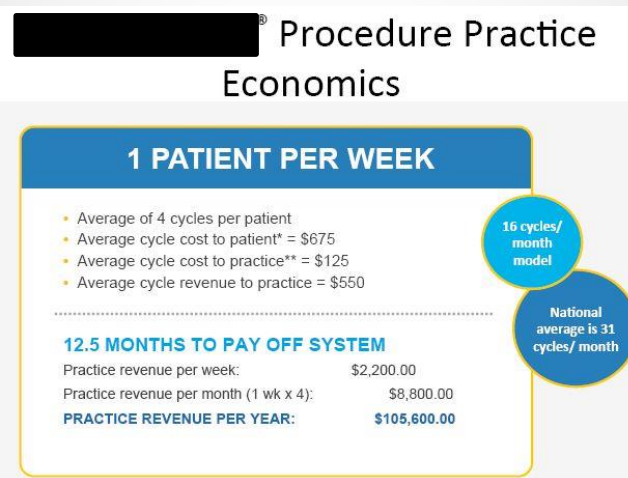 ® Procedure Practice
Economics
1 PATIENT PER WEEK
• Average of 4 cycles per patient
• Average cycle cost to patient* = $675
• Average cycle cost to practice** = $125
• Average cycle revenue to practice = $550
16 cycles/
month
model
National
average is 31
cycles/ month
12.5 MONTHS TO PAY OFF SYSTEM
Practice revenue per week: $2,200.00
Practice revenue per month (1 wk x 4): $8,800.00
PRACTICE REVENUE PER YEAR: $105,600.00